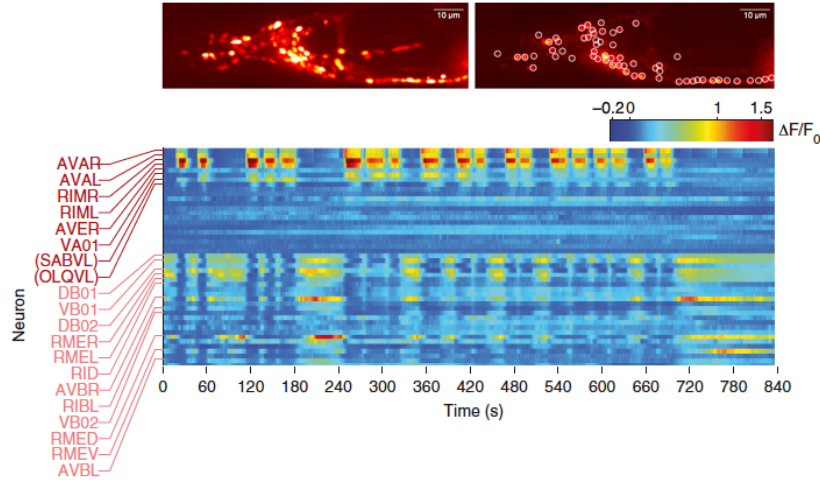 10 µm
10 µm
−0.20
1
1.5
ΔF/F0
AVAR
AVAL
RIMR
RIML
AVER
VA01
(SABVL)
(OLQVL)
DB01
VB01
DB02
RMER
RMEL
RID
AVBR
RIBL
VB02
RMED
RMEV
AVBL
Neuron
0 60 120 180 240 300 360 420 480 540 600 660 720 780 840
Time (s)